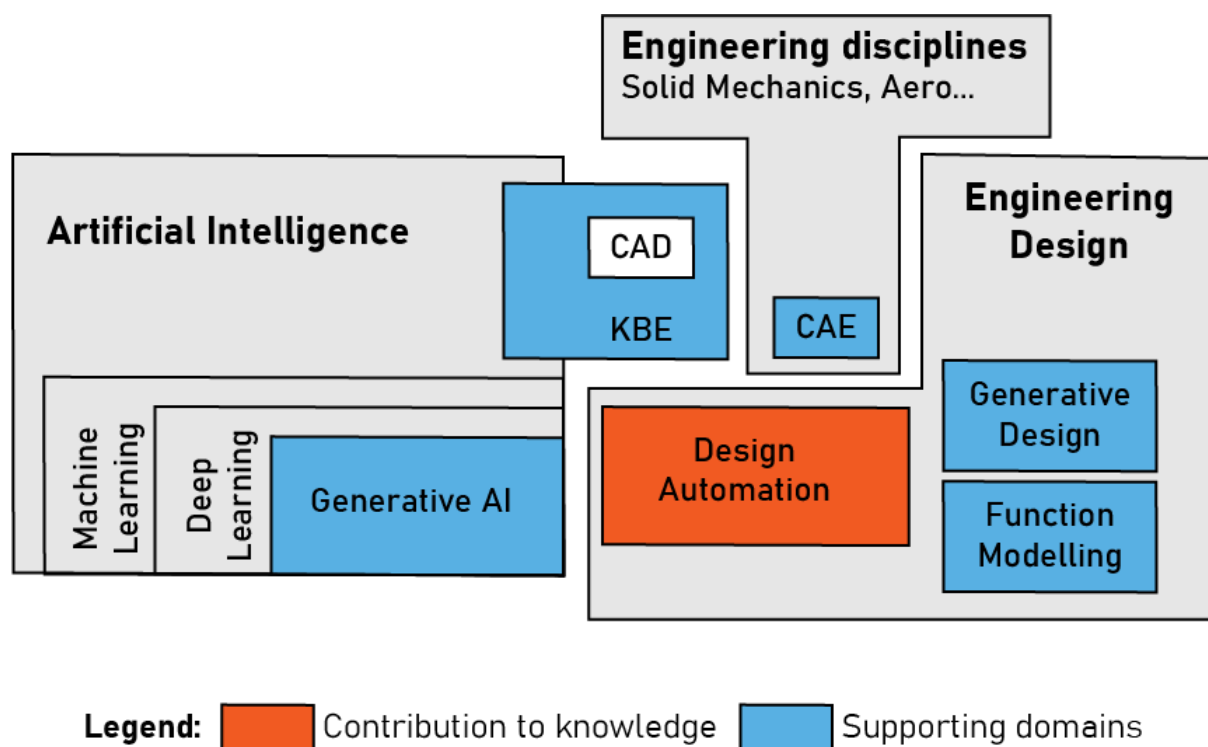 Engineering disciplines
Solid Mechanics, Aero...
Artificial Intelligence
CAD
KBE
CAE
Engineering
Design
Generative
Design
Function
Modelling
Design
Automation
Machine
Learning
Deep
Learning
Generative AI
Legend:
Contribution to knowledge
Supporting domains